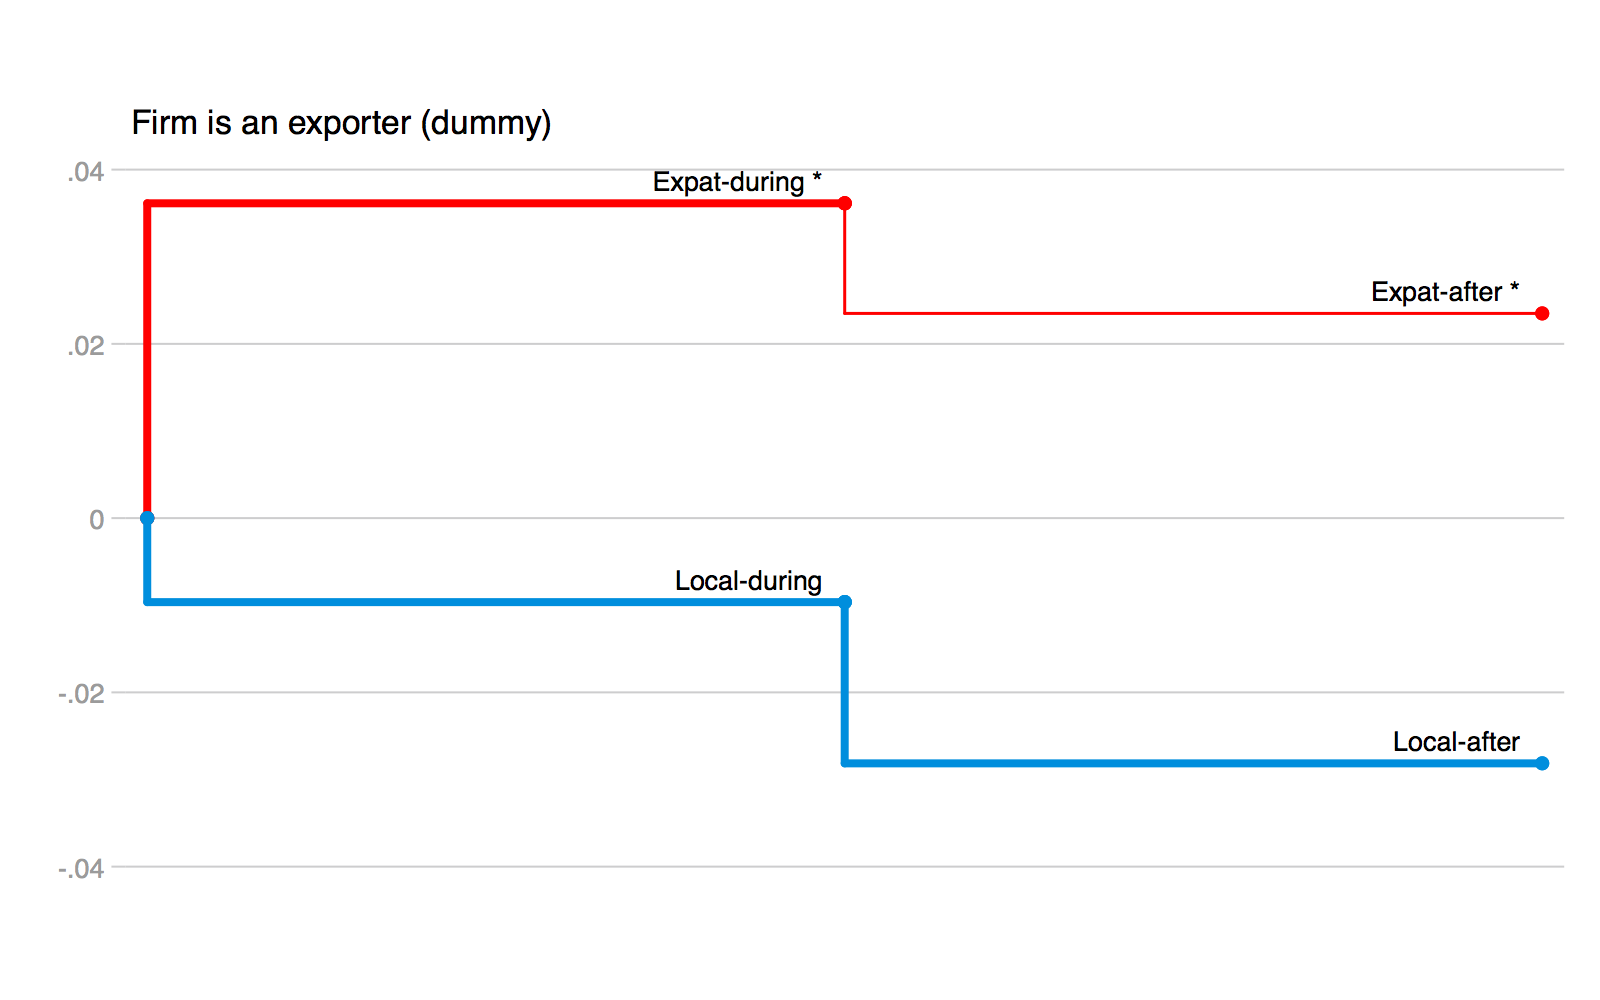 Firm is an exporter (dummy)
.04
Expat-during *
Expat-after *
.02
0
Local-during
-.02
Local-after
-.04